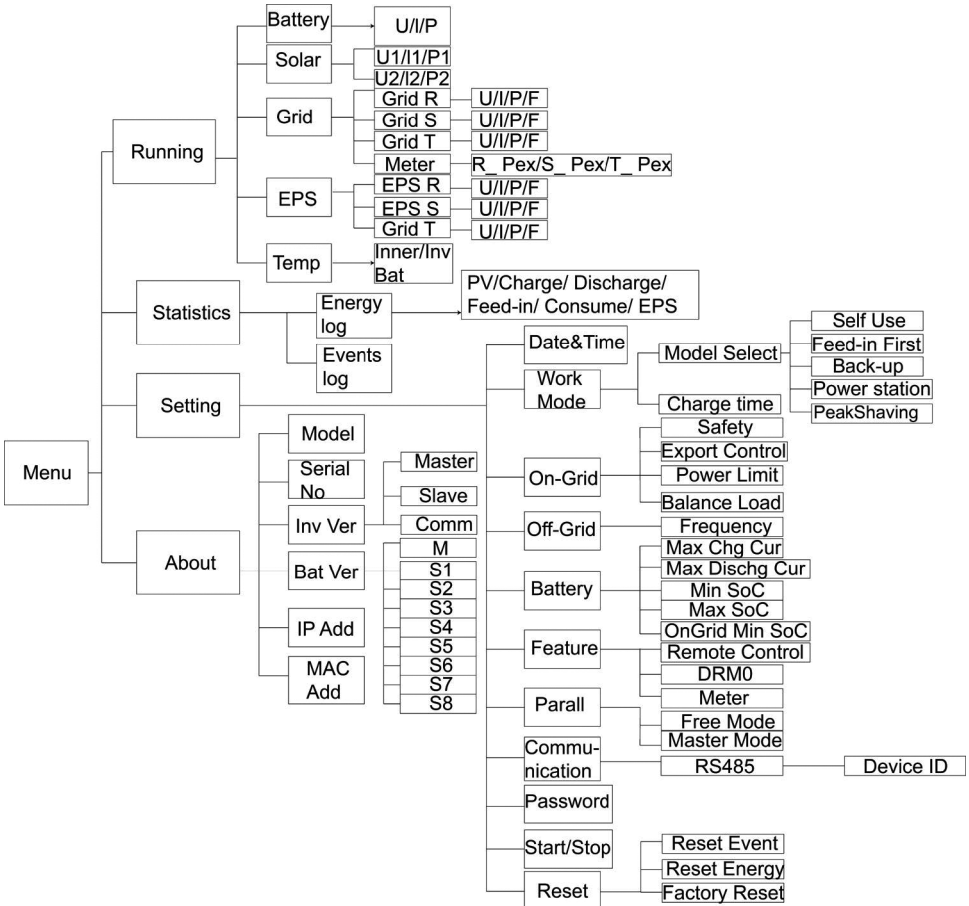 Menu
Running
Battery
U/I/P
Solar
U1/I1/P1
U2/I2/P2
Grid
Grid R
U/I/P/F
Grid S
U/I/P/F
Grid T
U/I/P/F
Meter
R_ Pex/S_ Pex/T_ Pex
EPS
EPS R
U/I/P/F
EPS S
U/I/P/F
Grid T
U/I/P/F
Temp
Inner/Inv
Bat
Statistics
Energy
log
PV/Charge/ Discharge/
Feed-in/ Consume/ EPS
Events
log
Setting
Date&Time
Work
Mode
Model Select
Self Use
Feed-in First
Back-up
Power station
PeakShaving
Charge time
On-Grid
Safety
Export Control
Power Limit
Balance Load
Off-Grid
Frequency
Battery
Max Chg Cur
Max Dischg Cur
Min SoC
Max SoC
OnGrid Min SoC
Feature
Remote Control
DRM0
Meter
Parall
Free Mode
Master Mode
Commu-
nication
RS485
Device ID
Password
Start/Stop
Reset
Reset Event
Reset Energy
Factory Reset
About
Model
Serial
No
Inv Ver
Master
Slave
Comm
Bat Ver
M
S1
S2
S3
S4
S5
S6
S7
S8
IP Add
MAC
Add